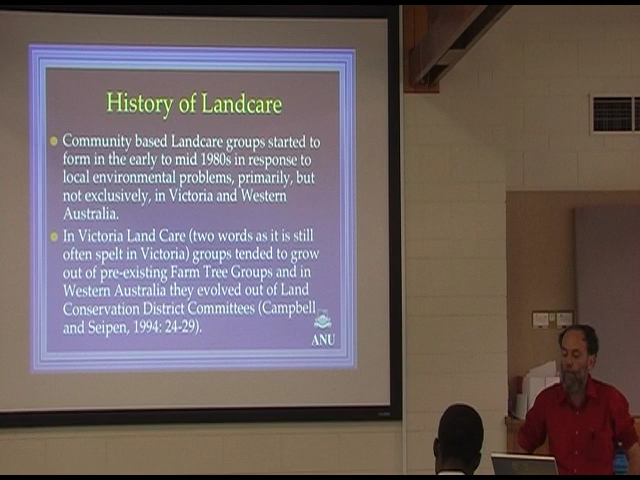 History of Landcare
Community based Landcare groups started to
form in the early to mid 1980s in response to
local environmental problems, primarily, but
not exclusively, in Victoria and Western
Australia.
In Victoria Land Care (two words as it is still
often spelt in Victoria) groups tended to grow
out of pre-existing Farm Tree Groups and in
Western Australia they evolved out of Land
Conservation District Committees (Campbell
and Seipen, 1994: 24-29).
ANU